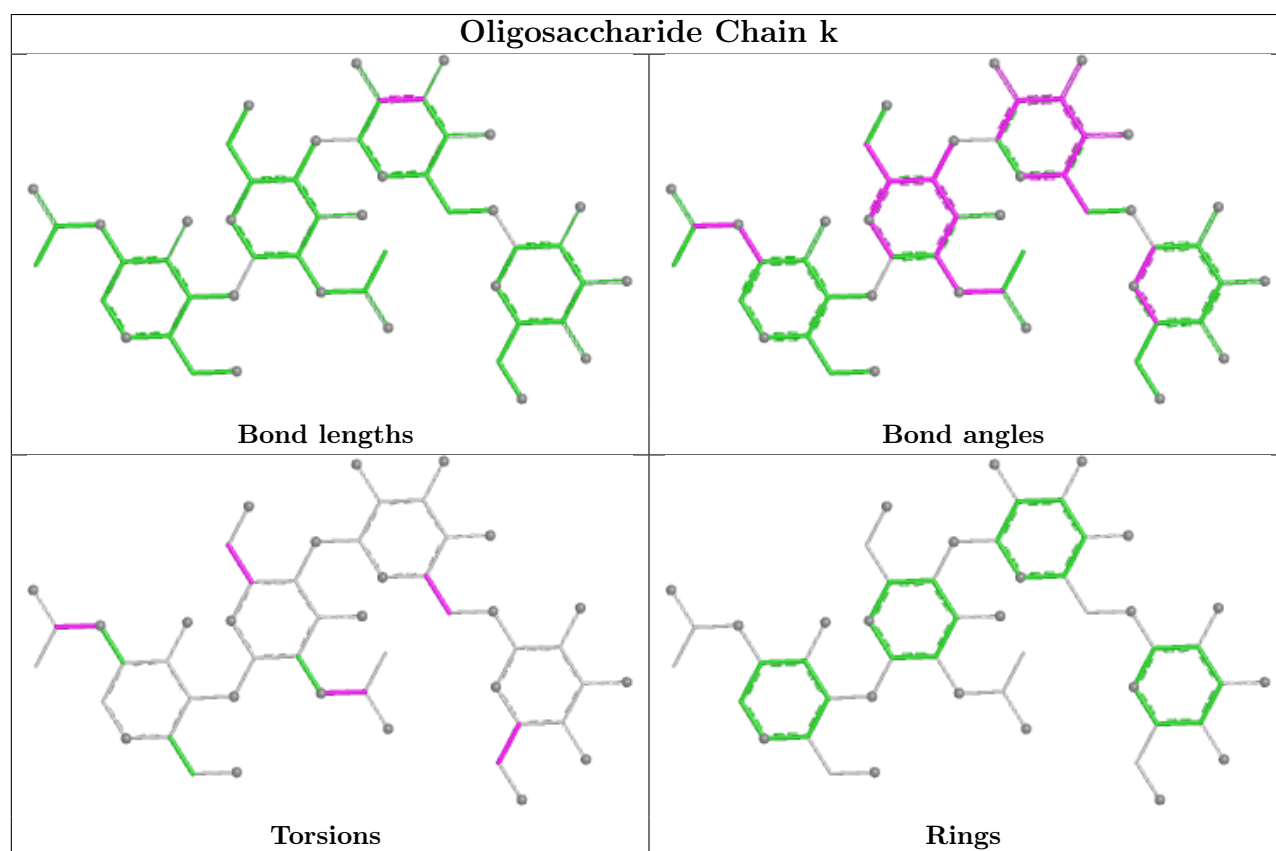 Oligosaccharide Chain k
Bond lengths
Bond angles
Torsions
Rings